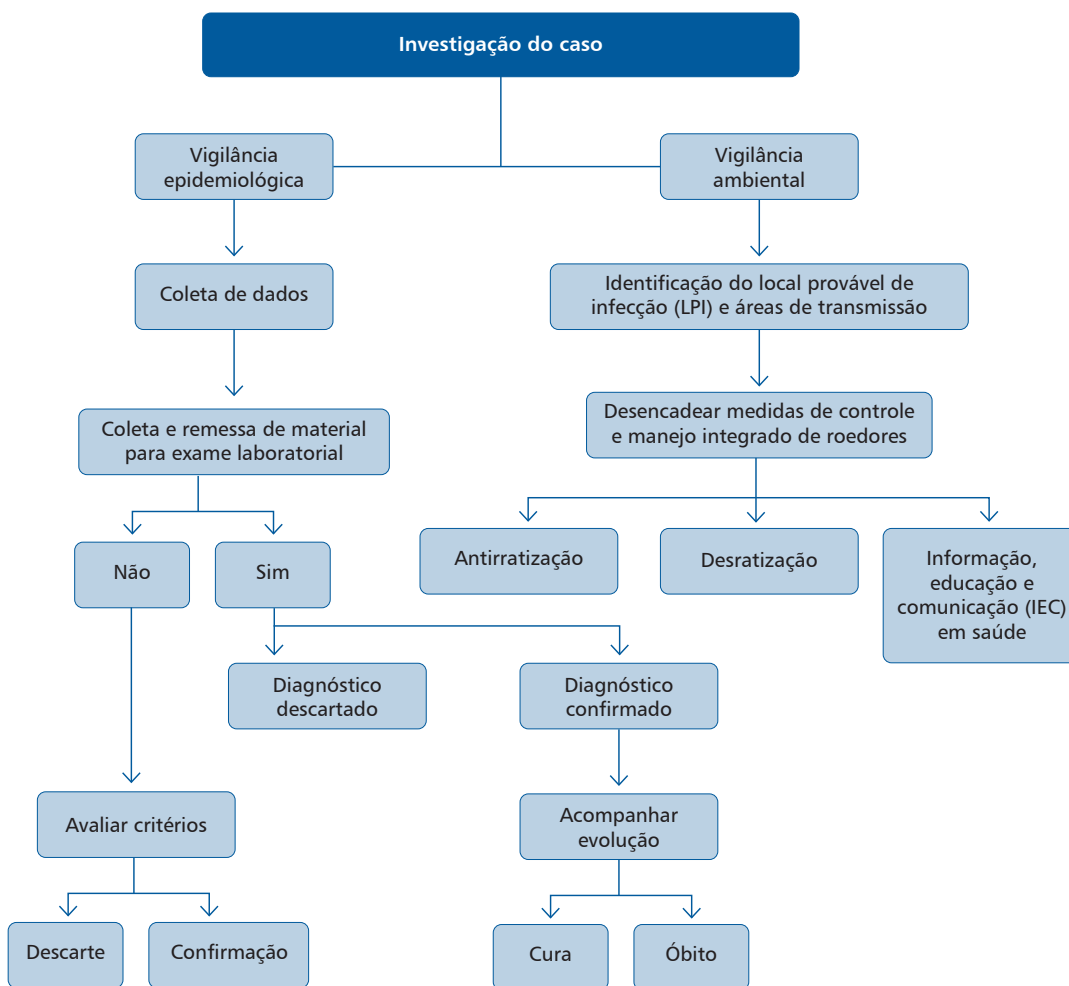 Investigação do caso
Vigilância
epidemiológica
Vigilância
ambiental
Coleta de dados
Identificação do local provável de
infecção (LPI) e áreas de transmissão
Coleta e remessa de material
para exame laboratorial
Desencadear medidas de controle
e manejo integrado de roedores
Não
Sim
Antirratização
Desratização
Informação,
educação e
comunicação (IEC)
em saúde
Diagnóstico
descartado
Diagnóstico
confirmado
Avaliar critérios
Acompanhar
evolução
Descarte
Confirmação
Cura
Óbito